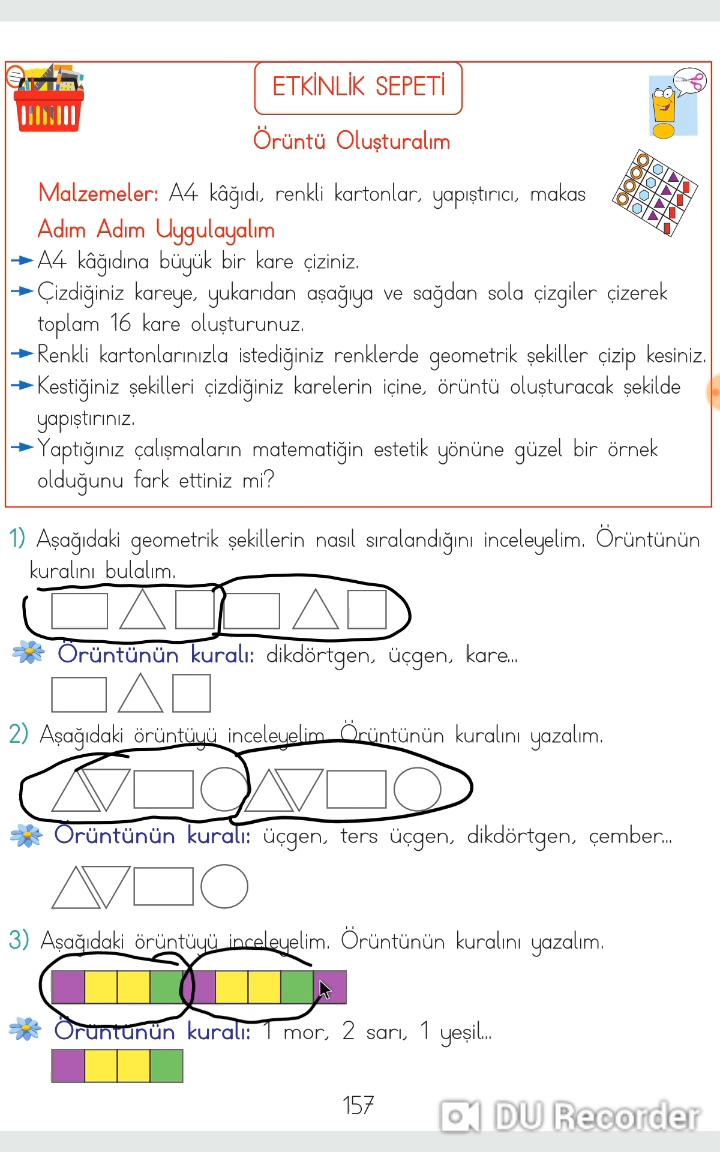 ETKİNLİK SEPETİ
Örüntü Oluşturalım
Malzemeler: A4 kâğıdı, renkli kartonlar, yapıştırıcı, makas
Adım Adım Uygulayalım
A4 kâğıdına büyük bir kare çiziniz.
Çizdiğiniz kareye, yukarıdan aşağıya ve sağdan sola çizgiler çizerek
toplam 16 kare oluşturunuz.
Renkli kartonlarınızla istediğiniz renklerde geometrik şekiller çizip kesiniz.
Kestiğiniz şekilleri çizdiğiniz karelerin içine, örüntü oluşturacak şekilde
yapıştırınız.
Yaptığınız çalışmaların matematiğin estetik yönüne güzel bir örnek
olduğunu fark ettiniz mi?
1) Aşağıdaki geometrik şekillerin nasıl sıralandığını inceleyelim. Örüntünün
kuralını bulalım.
Örüntünün kuralı: dikdörtgen, üçgen, kare...
2) Aşağıdaki örüntüyü inceleyelim. Örüntünün kuralını yazalım.
Örüntünün kuralı: üçgen, ters üçgen, dikdörtgen, çember...
3) Aşağıdaki örüntüyü inceleyelim. Örüntünün kuralını yazalım.
Örüntünün kuralı: 1 mor, 2 sarı, 1 yeşil...
157
DU Recorder